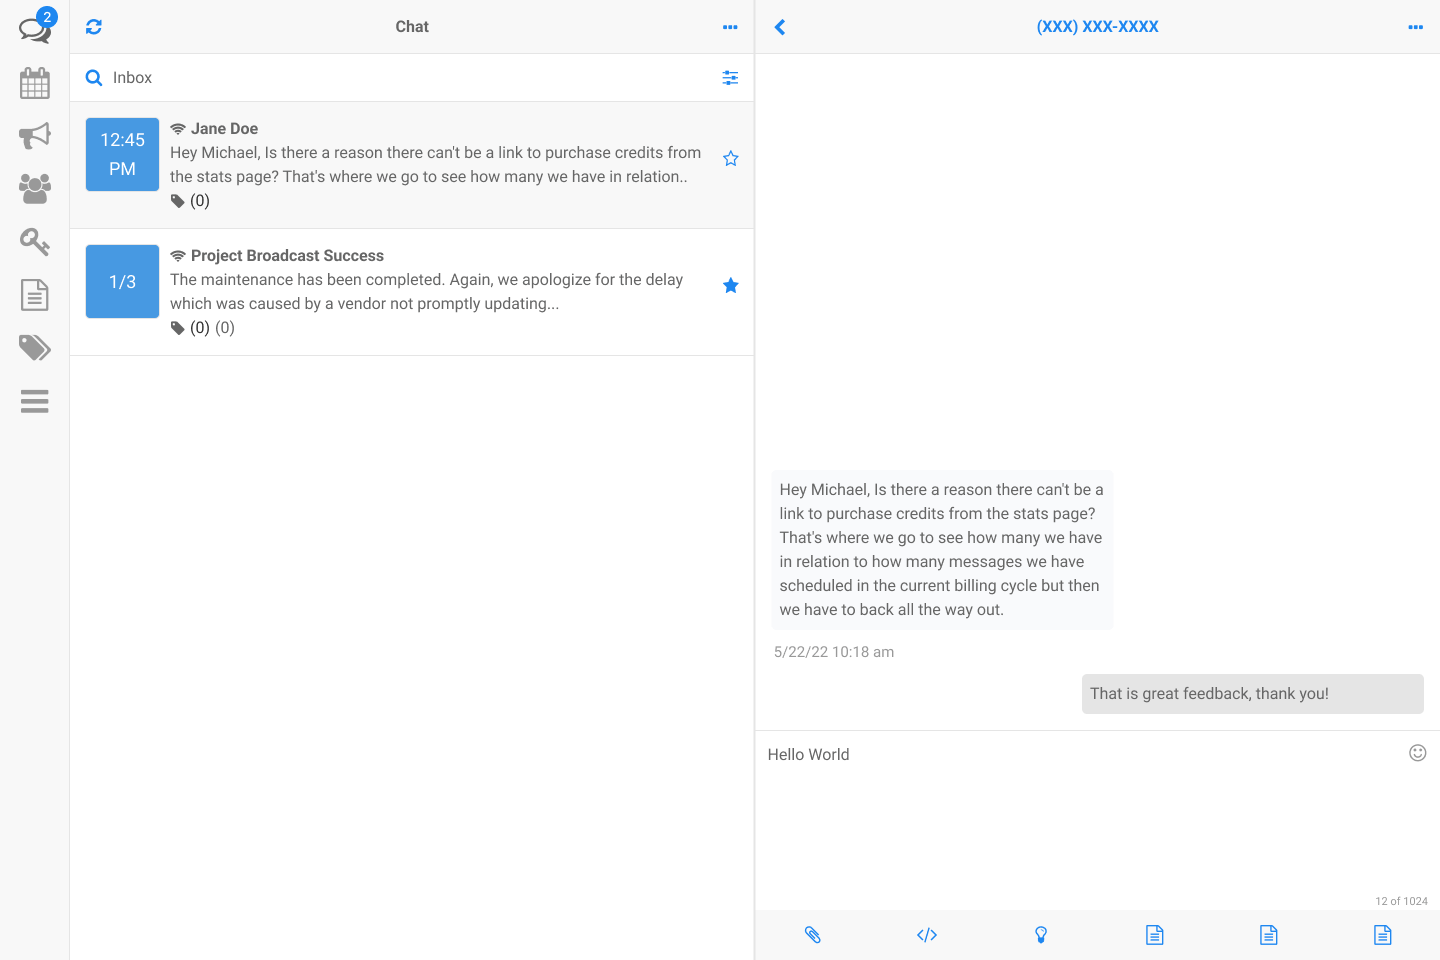 2
Chat
Inbox
12:45
PM
Jane Doe
Hey Michael, Is there a reason there can't be a link to purchase credits from
the stats page? That's where we go to see how many we have in relation..
(0)
1/3
Project Broadcast Success
The maintenance has been completed. Again, we apologize for the delay
which was caused by a vendor not promptly updating...
(0) (0)
(XXX) XXX-XXXX
Hey Michael, Is there a reason there can't be a
link to purchase credits from the stats page?
That's where we go to see how many we have
in relation to how many messages we have
scheduled in the current billing cycle but then
we have to back all the way out.
5/22/22 10:18 am
That is great feedback, thank you!
Hello World
12 of 1024